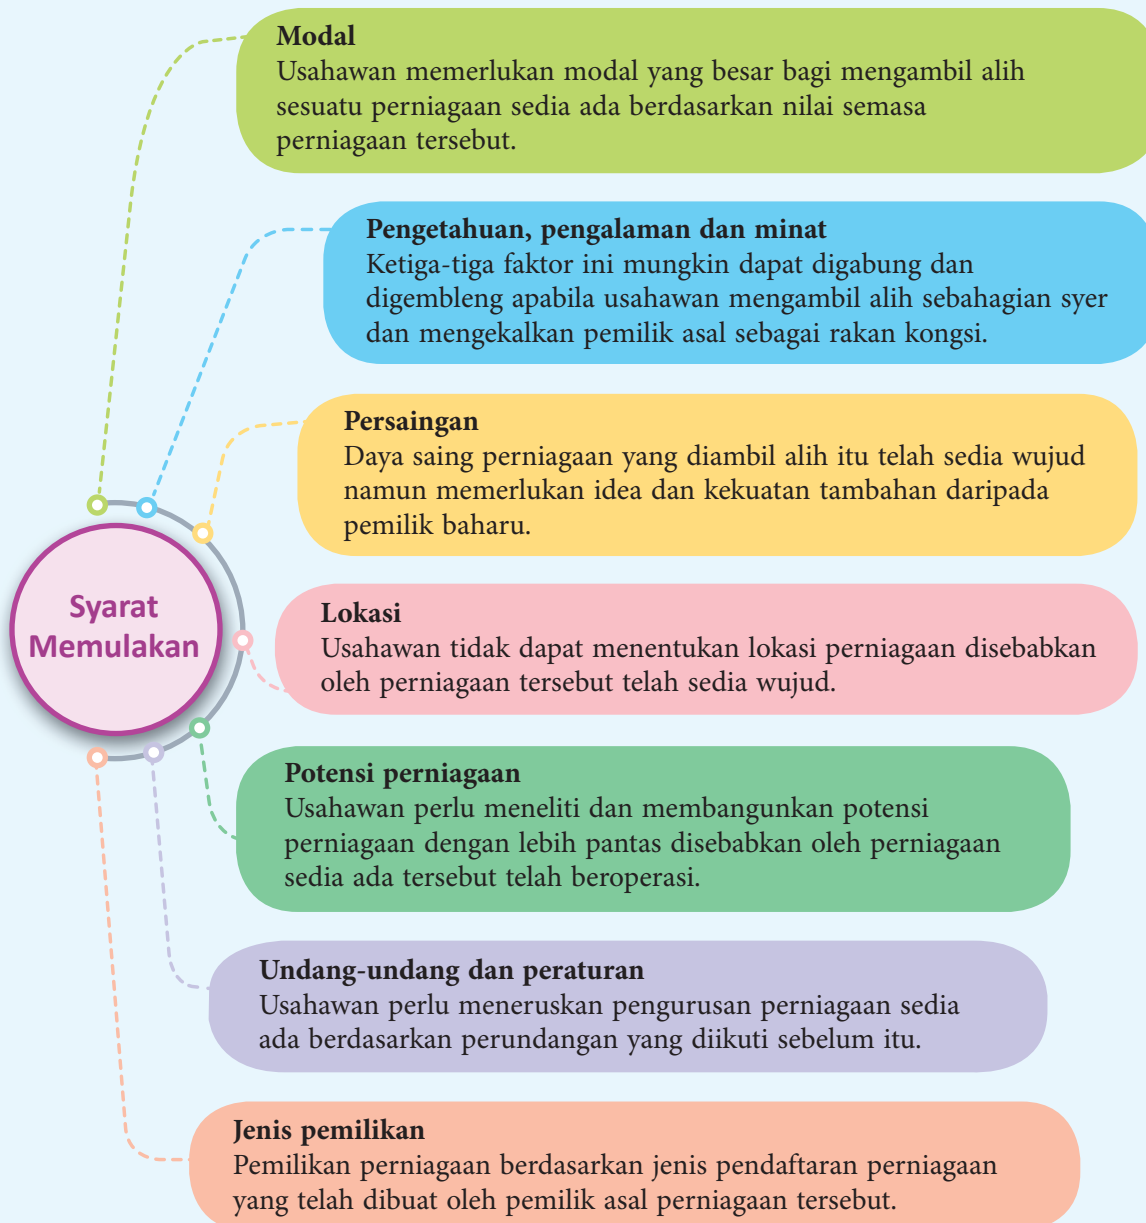 Modal
Usahawan memerlukan modal yang besar bagi mengambil alih
sesuatu perniagaan sedia ada berdasarkan nilai semasa
perniagaan tersebut.
Pengetahuan, pengalaman dan minat
Ketiga-tiga faktor ini mungkin dapat digabung dan
digembleng apabila usahawan mengambil alih sebahagian syer
dan mengekalkan pemilik asal sebagai rakan kongsi.
Persaingan
Daya saing perniagaan yang diambil alih itu telah sedia wujud
namun memerlukan idea dan kekuatan tambahan daripada
pemilik baharu.
Syarat
Memulakan
Lokasi
Usahawan tidak dapat menentukan lokasi perniagaan disebabkan
oleh perniagaan tersebut telah sedia wujud.
Potensi perniagaan
Usahawan perlu meneliti dan membangunkan potensi
perniagaan dengan lebih pantas disebabkan oleh perniagaan
sedia ada tersebut telah beroperasi.
Undang-undang dan peraturan
Usahawan perlu meneruskan pengurusan perniagaan sedia
ada berdasarkan perundangan yang diikuti sebelum itu.
Jenis pemilikan
Pemilikan perniagaan berdasarkan jenis pendaftaran perniagaan
yang telah dibuat oleh pemilik asal perniagaan tersebut.